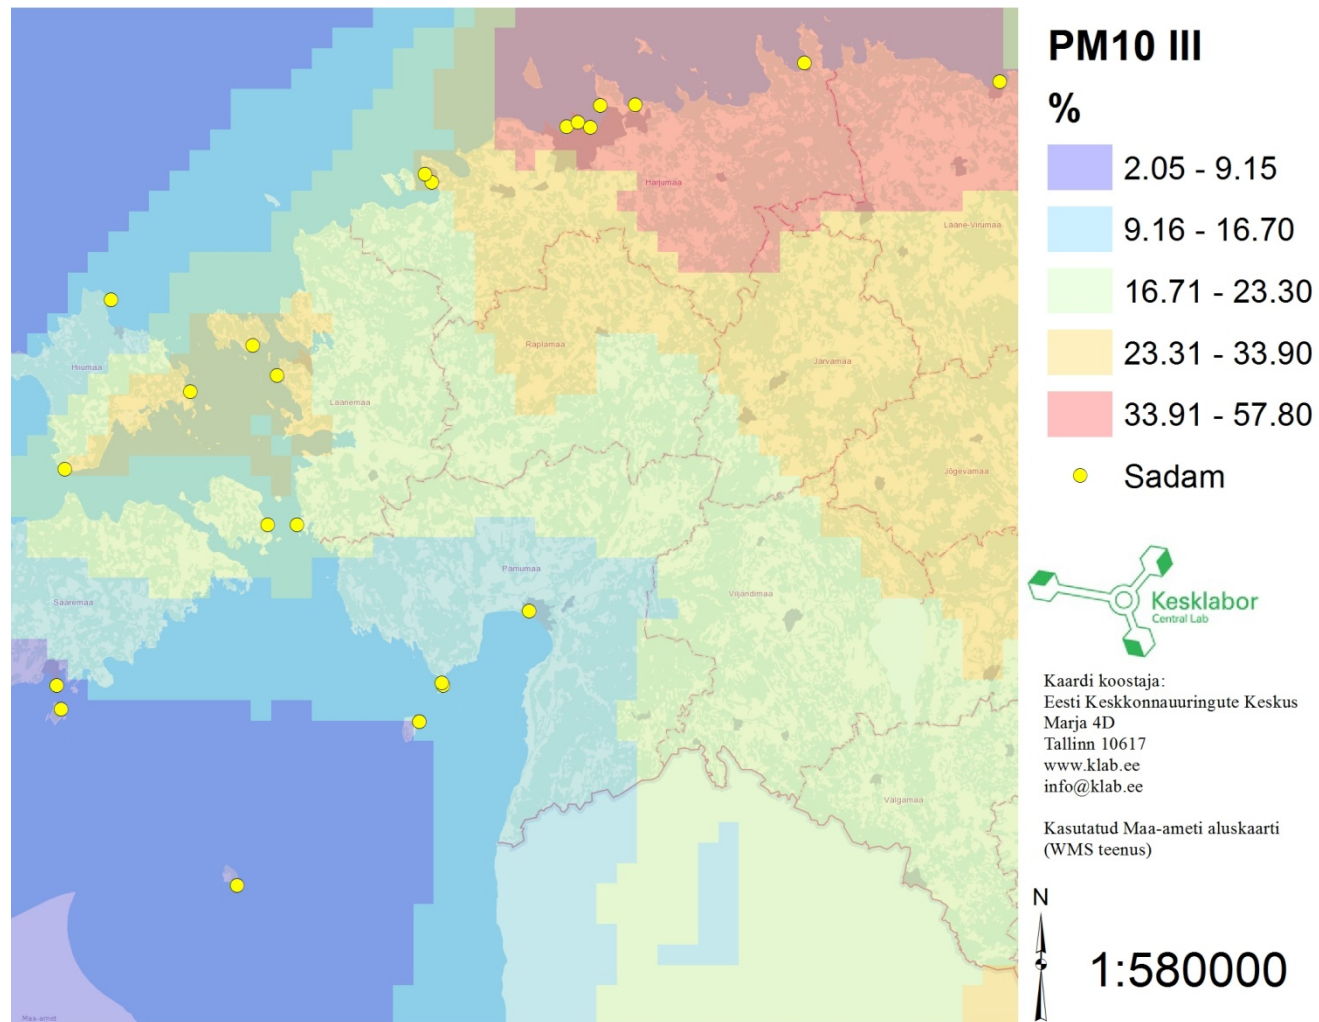 PM10 III
%
2.05 - 9.15
9.16 - 16.70
16.71 - 23.30
23.31 - 33.90
33.91 - 57.80
Sadam
Kesklabor
Central Lab
Kaardi koostaja:
Eesti Keskkonnauuringute Keskus
Marja 4D
Tallinn 10617
www.klab.ee
info@klab.ee
Kasutatud Maa-ameti aluskaarti
(WMS teenus)
N
1:580000
Harjumaa
Lääne-Virumaa
Raplamaa
Järvamaa
Hiiumaa
Läänemaa
Jõgevamaa
Pärnumaa
Viljandimaa
Saaremaa
Valgamaa
Maa-amet